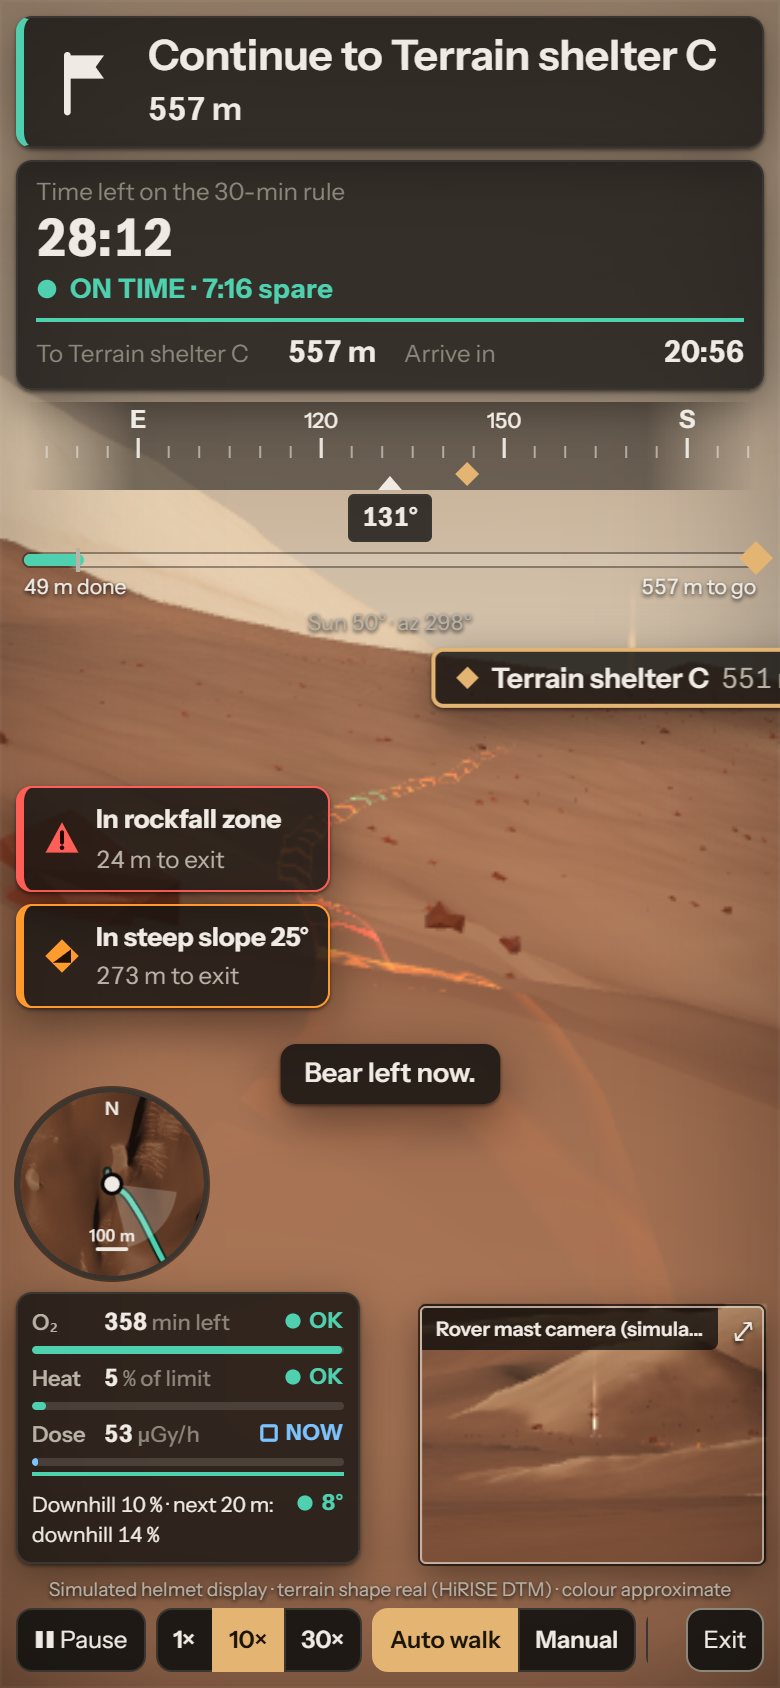 Continue to Terrain shelter C
557 m
Time left on the 30-min rule
28:12
ON TIME · 7:16 spare
To Terrain shelter C 557 m Arrive in 20:56
E 120 150 S
131°
49 m done 557 m to go
Sun 50° · az 298°
Terrain shelter C 551
In rockfall zone
24 m to exit
In steep slope 25°
273 m to exit
Bear left now.
N
100 m
O₂ 358 min left OK
Heat 5 % of limit OK
Dose 53 µGy/h NOW
Downhill 10 % · next 20 m: 8°
downhill 14 %
Rover mast camera (simula...
Simulated helmet display · terrain shape real (HiRISE DTM) · colour approximate
Pause 1× 10× 30× Auto walk Manual Exit